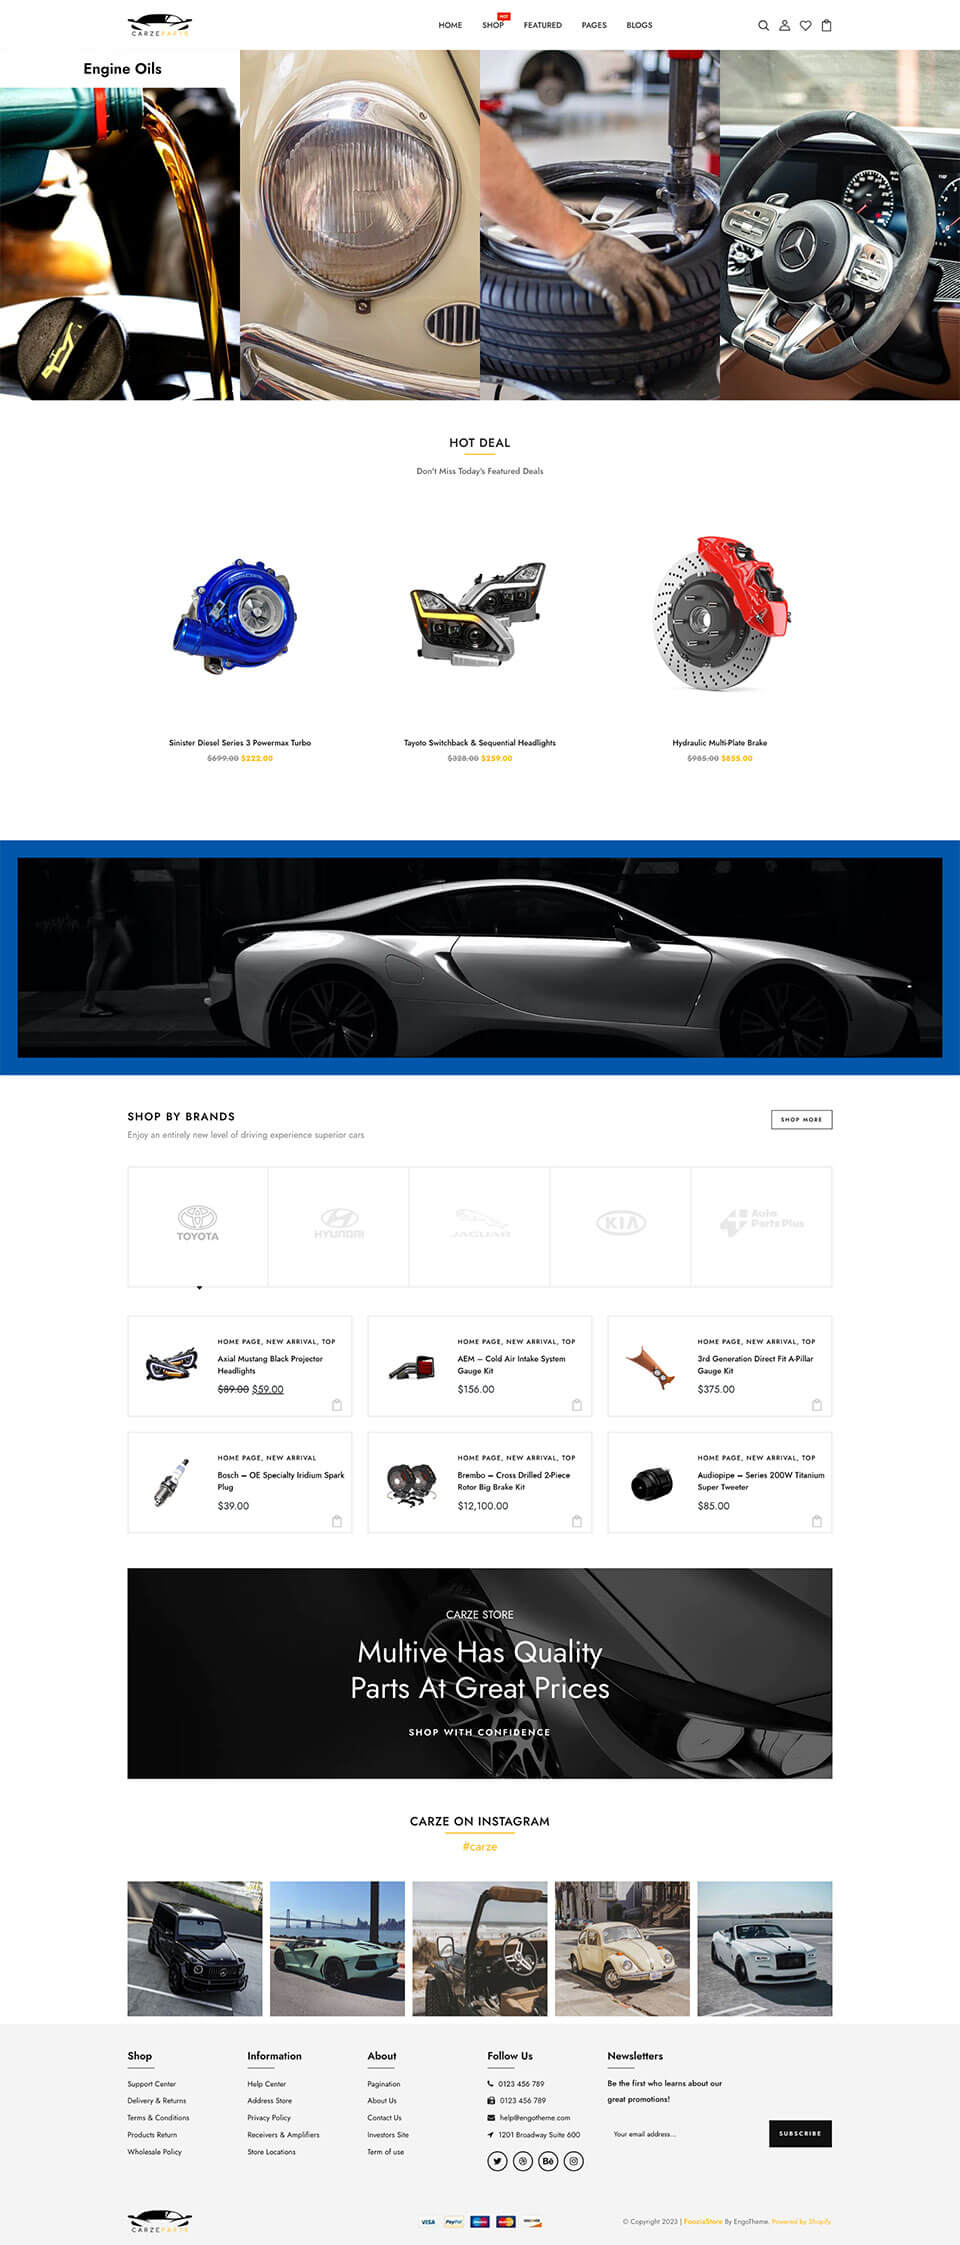 CARZEPARTS
HOME
SHOP
HOT
FEATURED
PAGES
BLOGS
Engine Oils
HOT DEAL
Don't Miss Today's Featured Deals
Sinister Diesel Series 3 Powermax Turbo
$699.00 $222.00
Tayoto Switchback & Sequential Headlights
$328.00 $259.00
Hydraulic Multi-Plate Brake
$985.00 $855.00
SHOP BY BRANDS
Enjoy an entirely new level of driving experience superior cars
SHOP MORE
TOYOTA
HYUNDAI
JAGUAR
KIA
Auto
Parts Plus
HOME PAGE, NEW ARRIVAL, TOP
Axial Mustang Black Projector
Headlights
$89.00 $59.00
HOME PAGE, NEW ARRIVAL, TOP
AEM – Cold Air Intake System
Gauge Kit
$156.00
HOME PAGE, NEW ARRIVAL, TOP
3rd Generation Direct Fit A-Pillar
Gauge Kit
$375.00
HOME PAGE, NEW ARRIVAL
Bosch – OE Specialty Iridium Spark
Plug
$39.00
HOME PAGE, NEW ARRIVAL, TOP
Brembo – Cross Drilled 2-Piece
Rotor Big Brake Kit
$12,100.00
HOME PAGE, NEW ARRIVAL, TOP
Audiopipe – Series 200W Titanium
Super Tweeter
$85.00
CARZE STORE
Multive Has Quality
Parts At Great Prices
SHOP WITH CONFIDENCE
CARZE ON INSTAGRAM
#carze
Shop
Support Center
Delivery & Returns
Terms & Conditions
Products Return
Wholesale Policy
Information
Help Center
Address Store
Privacy Policy
Receivers & Amplifiers
Store Locations
About
Pagination
About Us
Contact Us
Investors Site
Term of use
Follow Us
0123 456 789
0123 456 789
help@engotheme.com
1201 Broadway Suite 600
Bē
Newsletters
Be the first who learns about our
great promotions!
Your email address...
SUBSCRIBE
CARZEPARTS
VISA
PayPal
© Copyright 2023 | FoozioStore By EngoTheme. Powered by Shopify.